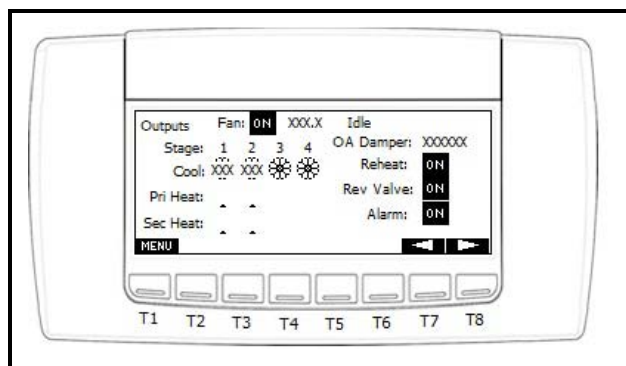 Outputs Fan: ON XXX.X Idle
Stage: 1 2 3 4 OA Damper: XXXXXX
Cool: XXX XXX Reheat: ON
Pri Heat: Rev Valve: ON
Sec Heat: Alarm: ON
MENU
T1 T2 T3 T4 T5 T6 T7 T8